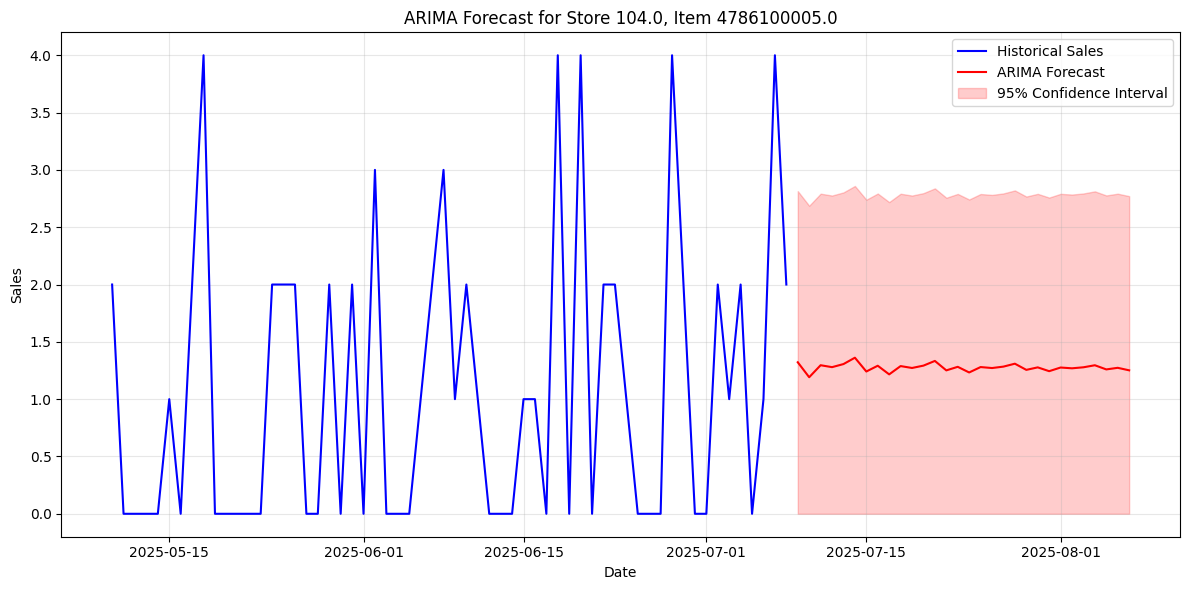 ARIMA Forecast for Store 104.0, Item 4786100005.0
Historical Sales
ARIMA Forecast
95% Confidence Interval
Sales
4.0
3.5
3.0
2.5
2.0
1.5
1.0
0.5
0.0
2025-05-15
2025-06-01
2025-06-15
2025-07-01
2025-07-15
2025-08-01
Date